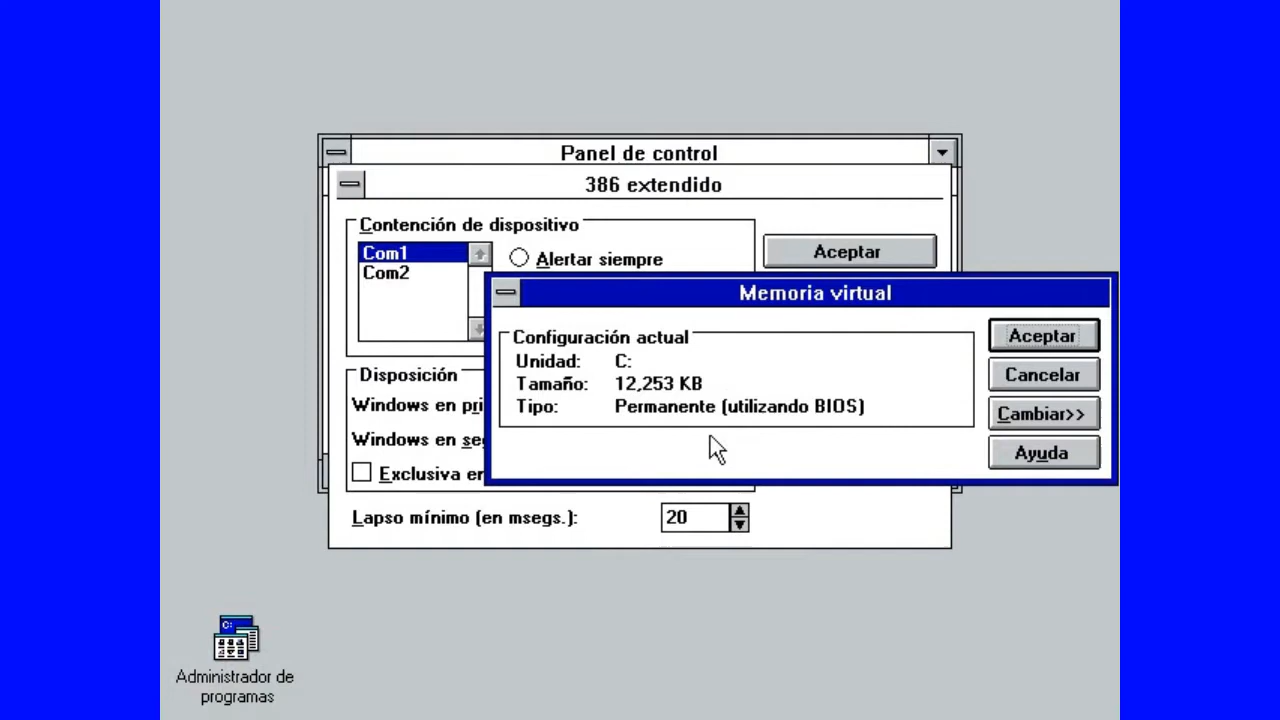 Panel de control
386 extendido
Contención de dispositivo
Com1
Com2
Alertar siempre
Aceptar
Memoria virtual
Configuración actual
Unidad: C:
Tamaño: 12,253 KB
Tipo: Permanente (utilizando BIOS)
Aceptar
Cancelar
Cambiar>>
Ayuda
Disposición
Windows en
Windows en
Exclusiva
Lapso mínimo (en msegs.): 20
C:
Administrador de
programas